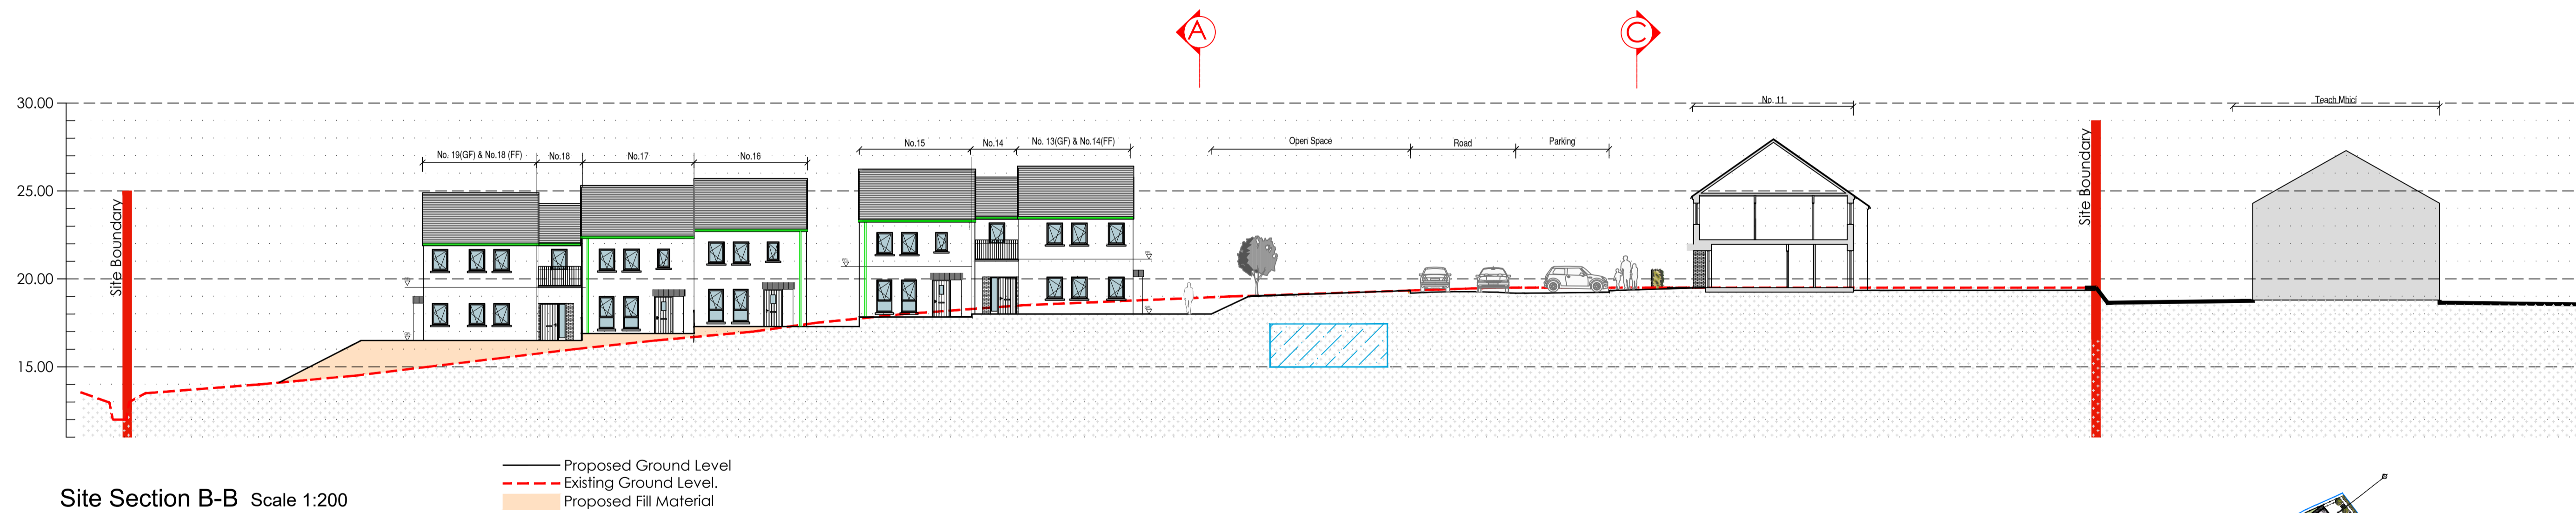 A
C
30.00
25.00
20.00
15.00
Site Boundary
No. 19(GF) & No.18 (FF)
No.18
No.17
No.16
No.15
No.14
No. 13(GF) & No.14(FF)
Open Space
Road
Parking
No. 11
Site Boundary
Teach Mhici
Proposed Ground Level
Existing Ground Level.
Proposed Fill Material
Site Section B-B Scale 1:200